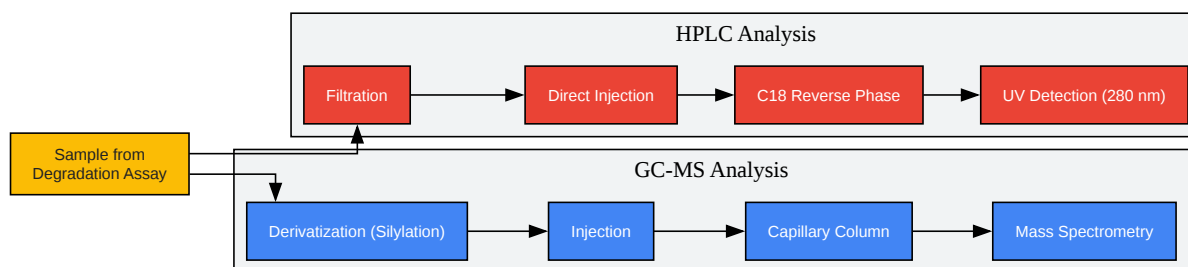 HPLC Analysis
Filtration
Direct Injection
C18 Reverse Phase
UV Detection (280 nm)
Sample from
Degradation Assay
GC-MS Analysis
Derivatization (Silylation)
Injection
Capillary Column
Mass Spectrometry